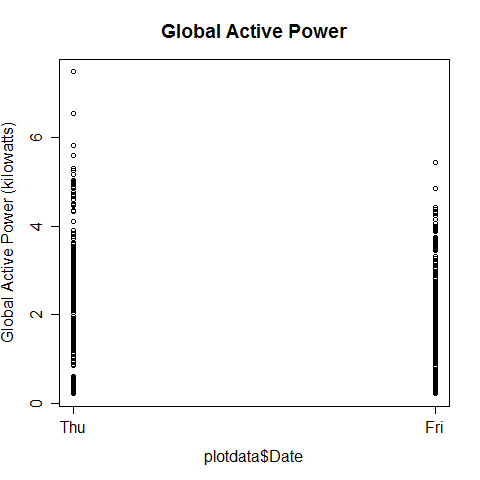 Global Active Power
Global Active Power (kilowatts)
6
4
2
0
Thu
Fri
plotdata$Date